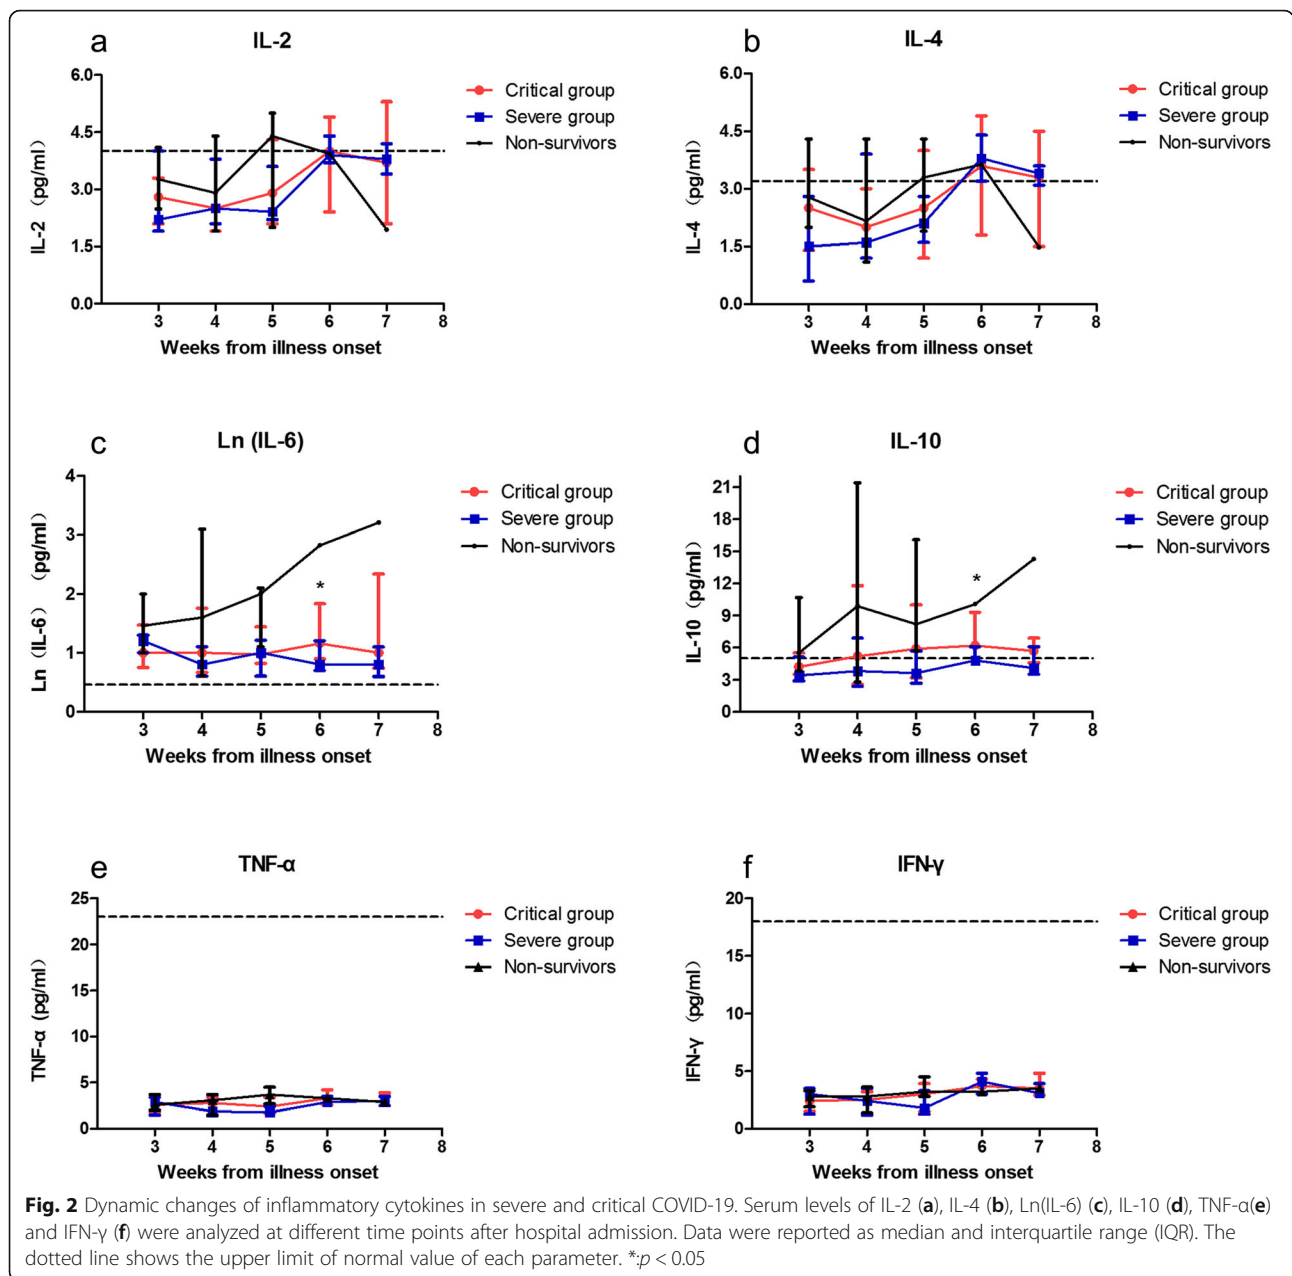 a
IL-2
6.0
4.5
3.0
1.5
0.0
IL-2 (pg/ml)
3 4 5 6 7 8
Weeks from illness onset
Critical group
Severe group
Non-survivors
b
IL-4
6.0
4.5
3.0
1.5
0.0
IL-4 (pg/ml)
3 4 5 6 7 8
Weeks from illness onset
Critical group
Severe group
Non-survivors
c
Ln (IL-6)
4
3
2
1
0
Ln (IL-6) (pg/ml)
*
3 4 5 6 7 8
Weeks from illness onset
Critical group
Severe group
Non-survivors
d
IL-10
21
18
15
12
9
6
3
0
IL-10 (pg/ml)
*
3 4 5 6 7 8
Weeks from illness onset
Critical group
Severe group
Non-survivors
e
TNF-α
25
20
15
10
5
0
TNF-α (pg/ml)
3 4 5 6 7 8
Weeks from illness onset
Critical group
Severe group
Non-survivors
f
IFN-γ
20
15
10
5
0
IFN-γ (pg/ml)
3 4 5 6 7 8
Weeks from illness onset
Critical group
Severe group
Non-survivors
Fig. 2 Dynamic changes of inflammatory cytokines in severe and critical COVID-19. Serum levels of IL-2 (a), IL-4 (b), Ln(IL-6) (c), IL-10 (d), TNF-α(e)
and IFN-γ (f) were analyzed at different time points after hospital admission. Data were reported as median and interquartile range (IQR). The
dotted line shows the upper limit of normal value of each parameter. *:p < 0.05